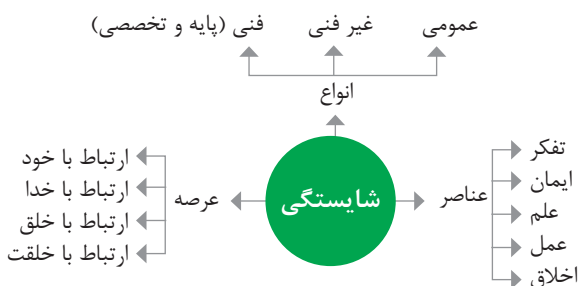 عمومی
غیر فنی
فنی (پایه و تخصصی)
انواع
شایستگی
عناصر
تفکر
ایمان
علم
عمل
اخلاق
عرصه
ارتباط با خود
ارتباط با خدا
ارتباط با خلق
ارتباط با خلقت